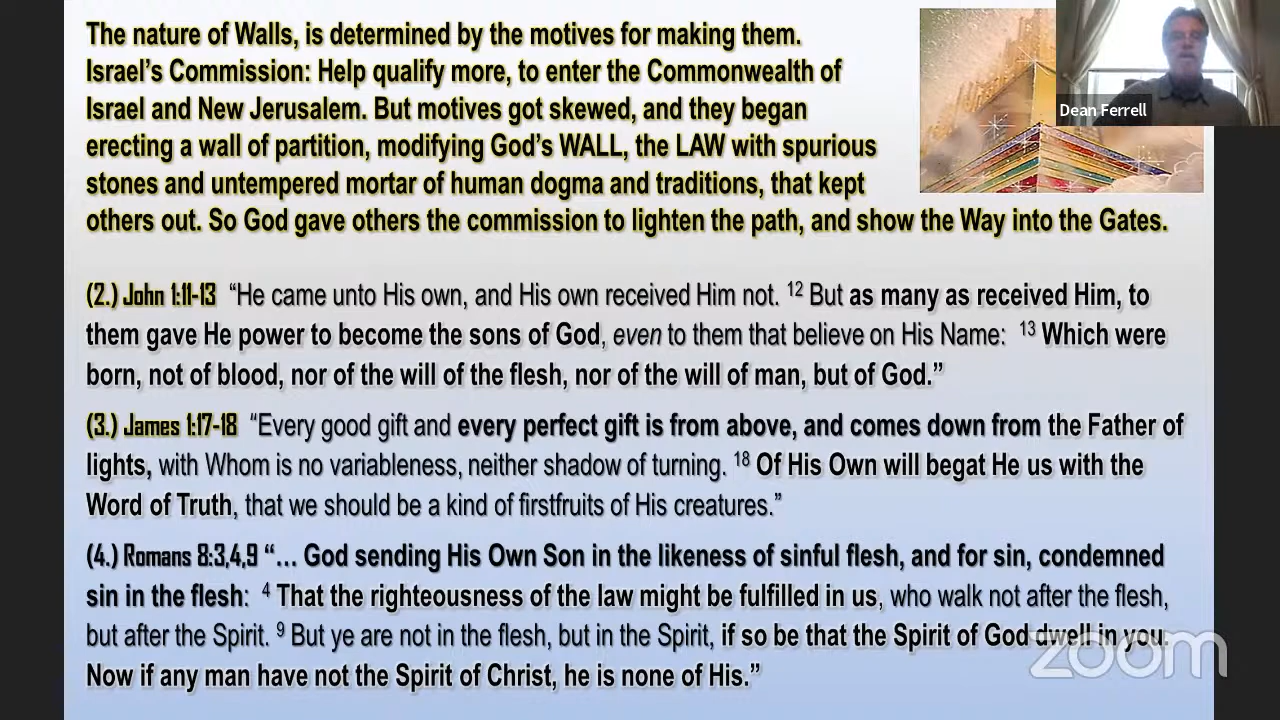 The nature of Walls, is determined by the motives for making them.
Israel's Commission: Help qualify more, to enter the Commonwealth of
Israel and New Jerusalem. But motives got skewed, and they began
erecting a wall of partition, modifying God's WALL, the LAW with spurious
stones and untempered mortar of human dogma and traditions, that kept
others out. So God gave others the commission to lighten the path, and show the Way into the Gates.
Dean Ferrell
(2.) John 1:11-13 “He came unto His own, and His own received Him not. 12 But as many as received Him, to
them gave He power to become the sons of God, even to them that believe on His Name: 13 Which were
born, not of blood, nor of the will of the flesh, nor of the will of man, but of God.”
(3.) James 1:17-18 “Every good gift and every perfect gift is from above, and comes down from the Father of
lights, with Whom is no variableness, neither shadow of turning. 18 Of His Own will begat He us with the
Word of Truth, that we should be a kind of firstfruits of His creatures.”
(4.) Romans 8:3,4,9 “... God sending His Own Son in the likeness of sinful flesh, and for sin, condemned
sin in the flesh: 4 That the righteousness of the law might be fulfilled in us, who walk not after the flesh,
but after the Spirit. 9 But ye are not in the flesh, but in the Spirit, if so be that the Spirit of God dwell in you.
Now if any man have not the Spirit of Christ, he is none of His.”
zoom